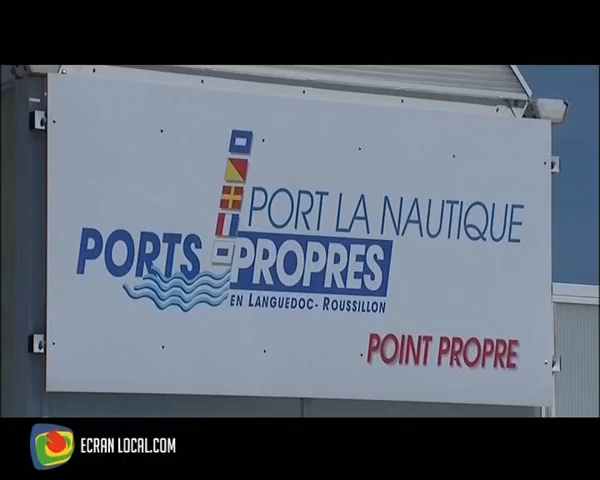 PORT LA NAUTIQUE
PORTS PROPRES
EN LANGUEDOC-ROUSSILLON
POINT PROPRE
ECRAN LOCAL.COM